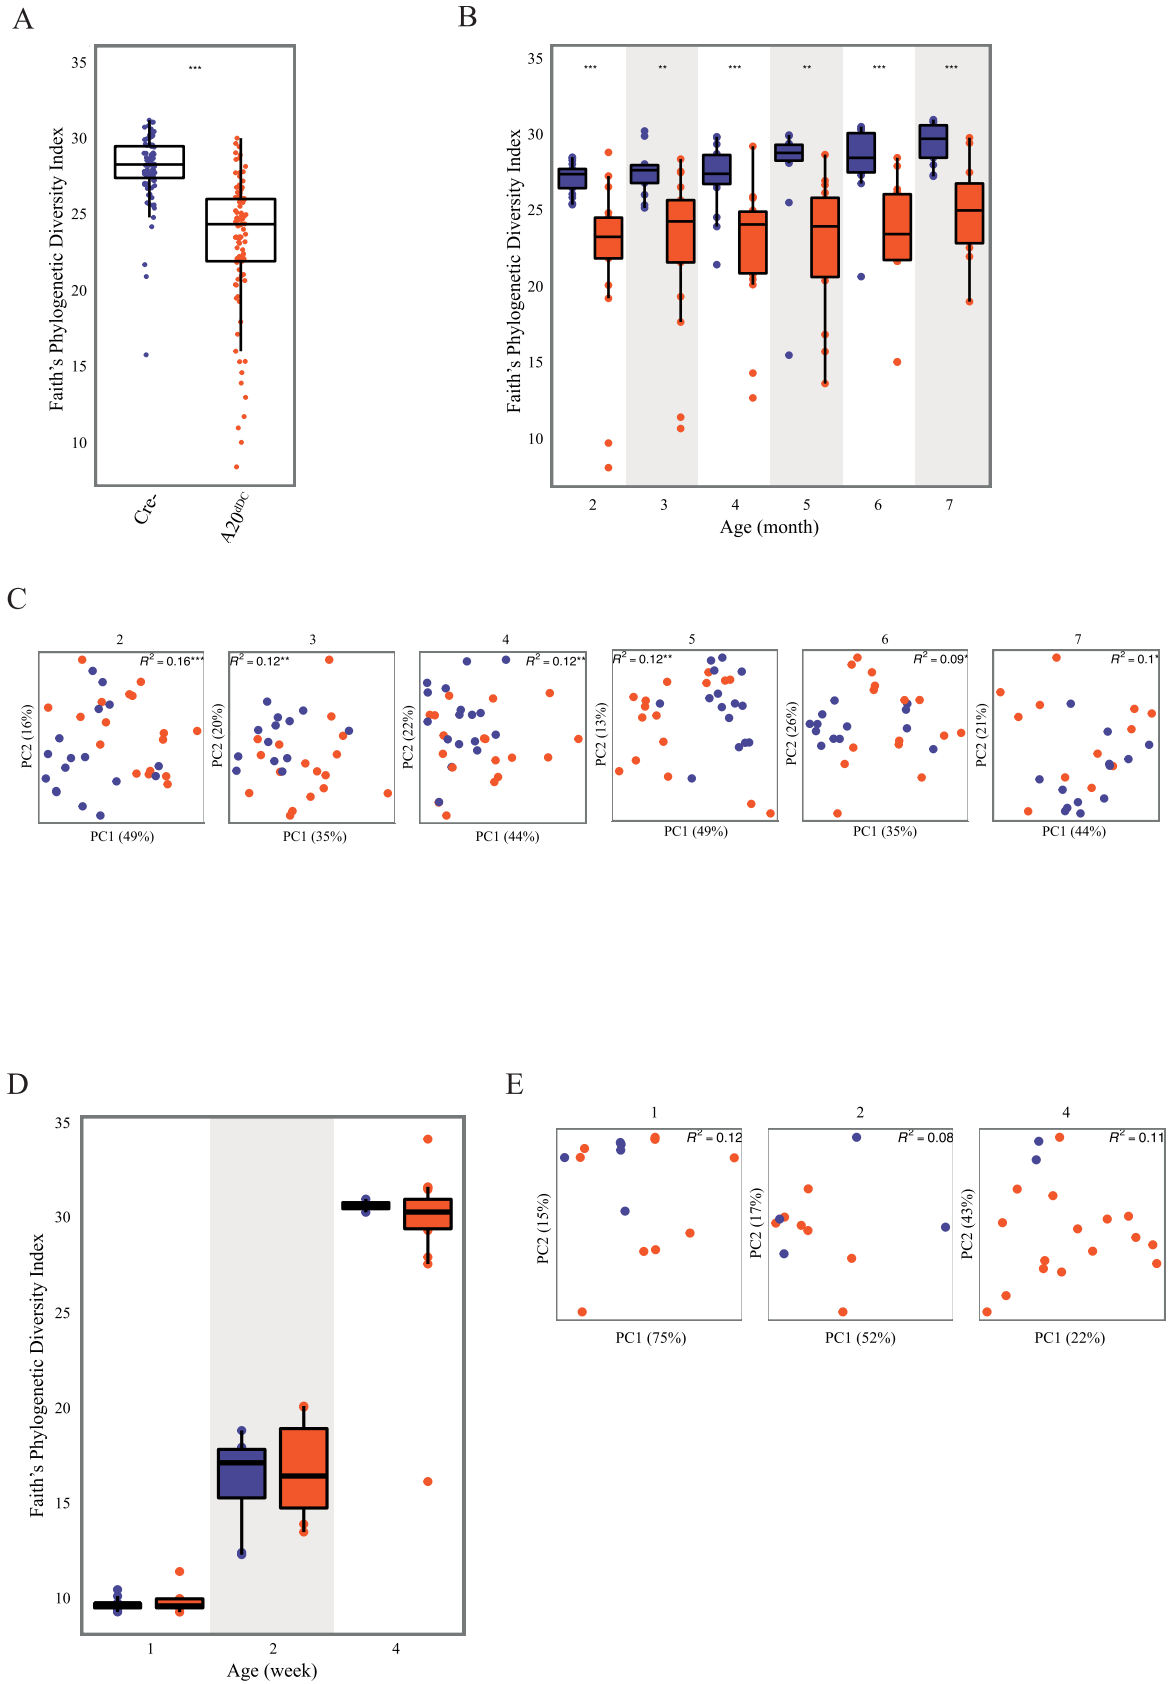 A
Faith's Phylogenetic Diversity Index
35
30
25
20
15
10
***
Cre-
A20dDC
B
Faith's Phylogenetic Diversity Index
35
30
25
20
15
10
*** ** *** ** *** ***
2 3 4 5 6 7
Age (month)
C
2
R² = 0.16***
PC2 (16%)
PC1 (49%)
3
R² = 0.12**
PC2 (20%)
PC1 (35%)
4
R² = 0.12**
PC2 (22%)
PC1 (44%)
5
R² = 0.12**
PC2 (13%)
PC1 (49%)
6
R² = 0.09*
PC2 (26%)
PC1 (35%)
7
R² = 0.1*
PC2 (21%)
PC1 (44%)
D
Faith's Phylogenetic Diversity Index
35
30
25
20
15
10
1 2 4
Age (week)
E
1
R² = 0.12
PC2 (15%)
PC1 (75%)
2
R² = 0.08
PC2 (17%)
PC1 (52%)
4
R² = 0.11
PC2 (43%)
PC1 (22%)